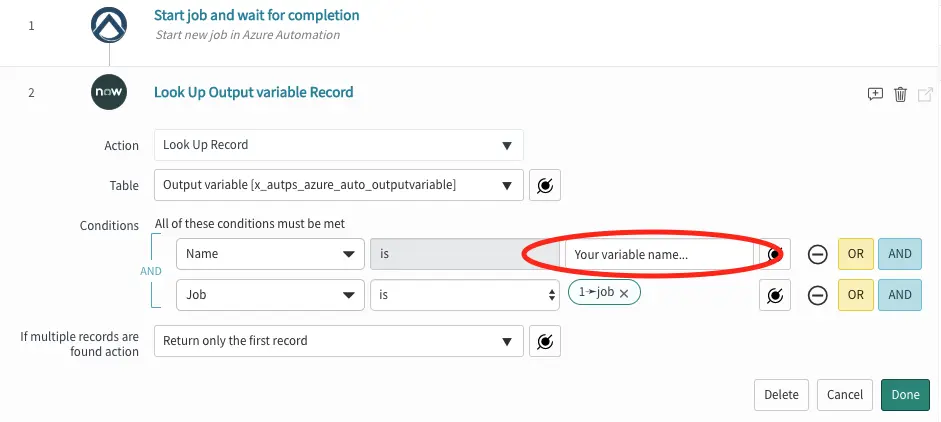 1
Start job and wait for completion
Start new job in Azure Automation
2
now
Look Up Output variable Record
Action
Look Up Record
Table
Output variable [x_autps_azure_auto_outputvariable]
Conditions
All of these conditions must be met
AND
Name
is
Your variable name...
OR
AND
Job
is
1➛job
OR
AND
If multiple records are
found action
Return only the first record
Delete
Cancel
Done